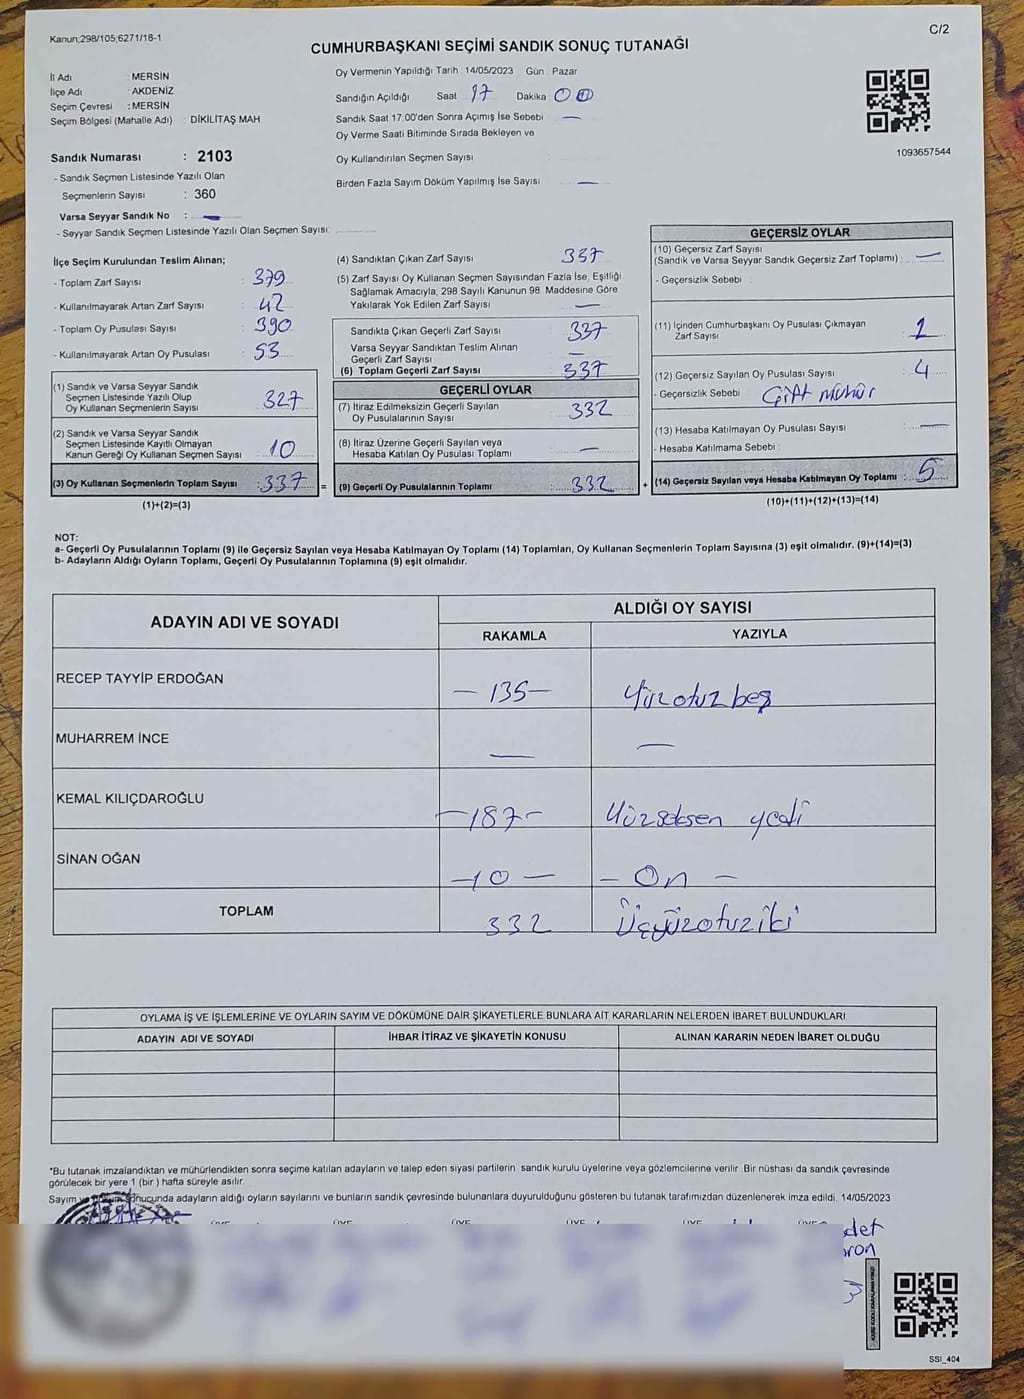 Kanun;298/105;6271/18-1
C/2
CUMHURBAŞKANI SEÇİMİ SANDIK SONUÇ TUTANAĞI
İl Adı : MERSİN
İlçe Adı : AKDENİZ
Seçim Çevresi : MERSİN
Seçim Bölgesi (Mahalle Adı) : DİKİLİTAŞ MAH.
Sandık Numarası : 2103
- Sandık Seçmen Listesinde Yazılı Olan
Seçmenlerin Sayısı : 360
Varsa Seyyar Sandık No : —
- Seyyar Sandık Seçmen Listesinde Yazılı Olan Seçmen Sayısı:
Oy Vermenin Yapıldığı Tarih :14/05/2023 Gün : Pazar
Sandığın Açıldığı Saat 17 Dakika 00
Sandık Saat 17:00'den Sonra Açımış İse Sebebi : —
Oy Verme Saati Bitiminde Sırada Bekleyen ve
Oy Kullandırılan Seçmen Sayısı :
Birden Fazla Sayım Döküm Yapılmış İse Sayısı : —
1093657544
İlçe Seçim Kurulundan Teslim Alınan;
- Toplam Zarf Sayısı : 379
- Kullanılmayarak Artan Zarf Sayısı : 42
- Toplam Oy Pusulası Sayısı : 390
- Kullanılmayarak Artan Oy Pusulası : 53
(1) Sandık ve Varsa Seyyar Sandık
Seçmen Listesinde Yazılı Olup
Oy Kullanan Seçmenlerin Sayısı : 327
(2) Sandık ve Varsa Seyyar Sandık
Seçmen Listesinde Kayıtlı Olmayan
Kanun Gereği Oy Kullanan Seçmen Sayısı : 10
(3) Oy Kullanan Seçmenlerin Toplam Sayısı : 337 =
(1)+(2)=(3)
(4) Sandıktan Çıkan Zarf Sayısı : 337
(5) Zarf Sayısı Oy Kullanan Seçmen Sayısından Fazla İse, Eşitliği
Sağlamak Amacıyla, 298 Sayılı Kanunun 98. Maddesine Göre
Yakılarak Yok Edilen Zarf Sayısı : —
Sandıkta Çıkan Geçerli Zarf Sayısı : 337
Varsa Seyyar Sandıktan Teslim Alınan
Geçerli Zarf Sayısı : —
(6) Toplam Geçerli Zarf Sayısı : 337
GEÇERLİ OYLAR
(7) İtiraz Edilmeksizin Geçerli Sayılan
Oy Pusulalarının Sayısı : 332
(8) İtiraz Üzerine Geçerli Sayılan veya
Hesaba Katılan Oy Pusulası Toplamı : —
(9) Geçerli Oy Pusulalarının Toplamı : 332 +
GEÇERSİZ OYLAR
(10) Geçersiz Zarf Sayısı
(Sandık ve Varsa Seyyar Sandık Geçersiz Zarf Toplamı) : —
- Geçersizlik Sebebi :
(11) İçinden Cumhurbaşkanı Oy Pusulası Çıkmayan
Zarf Sayısı : 1
(12) Geçersiz Sayılan Oy Pusulası Sayısı : 4
- Geçersizlik Sebebi : Çift Mühür
(13) Hesaba Katılmayan Oy Pusulası Sayısı : —
- Hesaba Katılmama Sebebi :
(14) Geçersiz Sayılan veya Hesaba Katılmayan Oy Toplamı : 5
(10)+(11)+(12)+(13)=(14)
NOT:
a- Geçerli Oy Pusulalarının Toplamı (9) ile Geçersiz Sayılan veya Hesaba Katılmayan Oy Toplamı (14) Toplamları, Oy Kullanan Seçmenlerin Toplam Sayısına (3) eşit olmalıdır. (9)+(14)=(3)
b- Adayların Aldığı Oyların Toplamı, Geçerli Oy Pusulalarının Toplamına (9) eşit olmalıdır.
ADAYIN ADI VE SOYADI
ALDIĞI OY SAYISI
RAKAMLA YAZIYLA
RECEP TAYYİP ERDOĞAN — 135 — Yüzotuz beş
MUHARREM İNCE — —
KEMAL KILIÇDAROĞLU — 187 — Yüzseksen yedi
SİNAN OĞAN — 10 — — On —
TOPLAM 332 Üçyüzotuziki
OYLAMA İŞ VE İŞLEMLERİNE VE OYLARIN SAYIM VE DÖKÜMÜNE DAİR ŞİKAYETLERLE BUNLARA AİT KARARLARIN NELERDEN İBARET BULUNDUKLARI
ADAYIN ADI VE SOYADI İHBAR İTİRAZ VE ŞİKAYETİN KONUSU ALINAN KARARIN NEDEN İBARET OLDUĞU
*Bu tutanak imzalandıktan ve mühürlendikten sonra seçime katılan adayların ve talep eden siyasi partilerin sandık kurulu üyelerine veya gözlemcilerine verilir. Bir nüshası da sandık çevresinde
görülecek bir yere 1 (bir ) hafta süreyle asılır.
Sayım sonucunda adayların aldığı oyların sayılarını ve bunların sandık çevresinde bulunanlara duyurulduğunu gösteren bu tutanak tarafımızdan düzenlenerek imza edildi. 14/05/2023
SSI_404